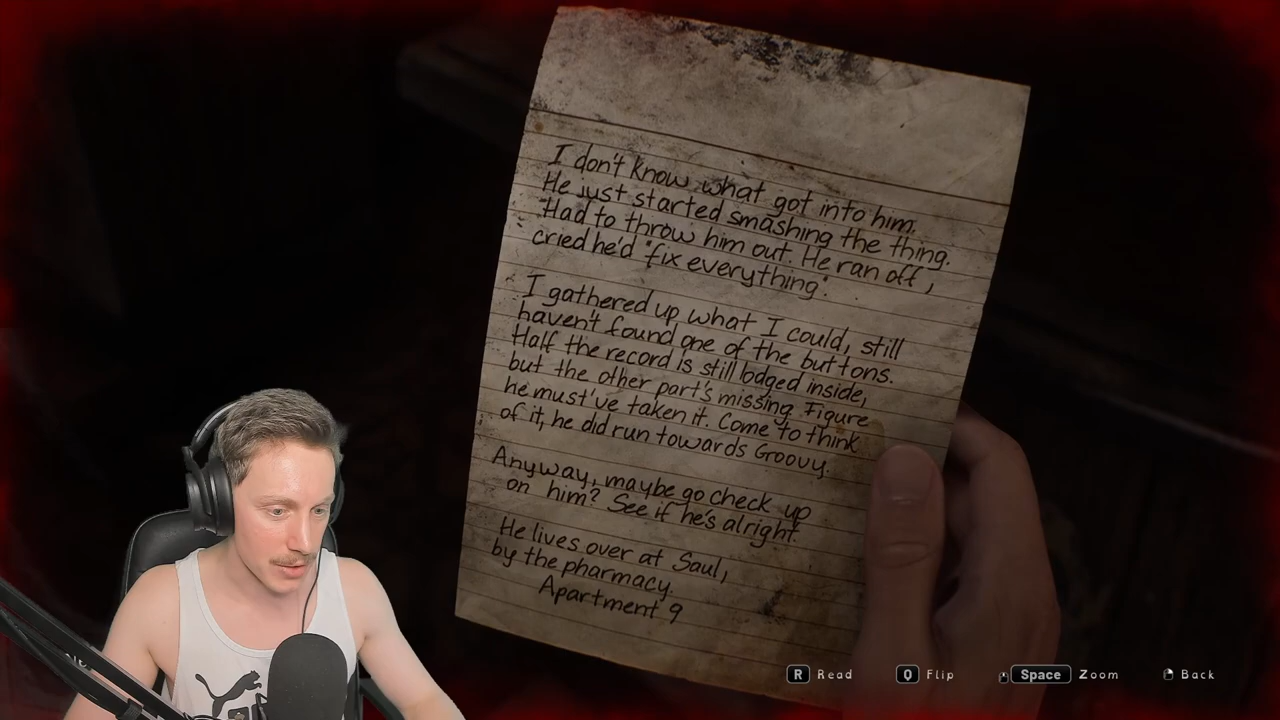 I don't know what got into him.
He just started smashing the thing.
Had to throw him out. He ran off,
cried he'd "fix everything".
I gathered up what I could, still
haven't found one of the buttons.
Half the record is still lodged inside,
but the other part's missing. Figure
he must've taken it. Come to think
of it, he did run towards Groovy.
Anyway, maybe go check up
on him? See if he's alright.
He lives over at Saul,
by the pharmacy.
Apartment 9
R Read
Q Flip
Space Zoom
Back